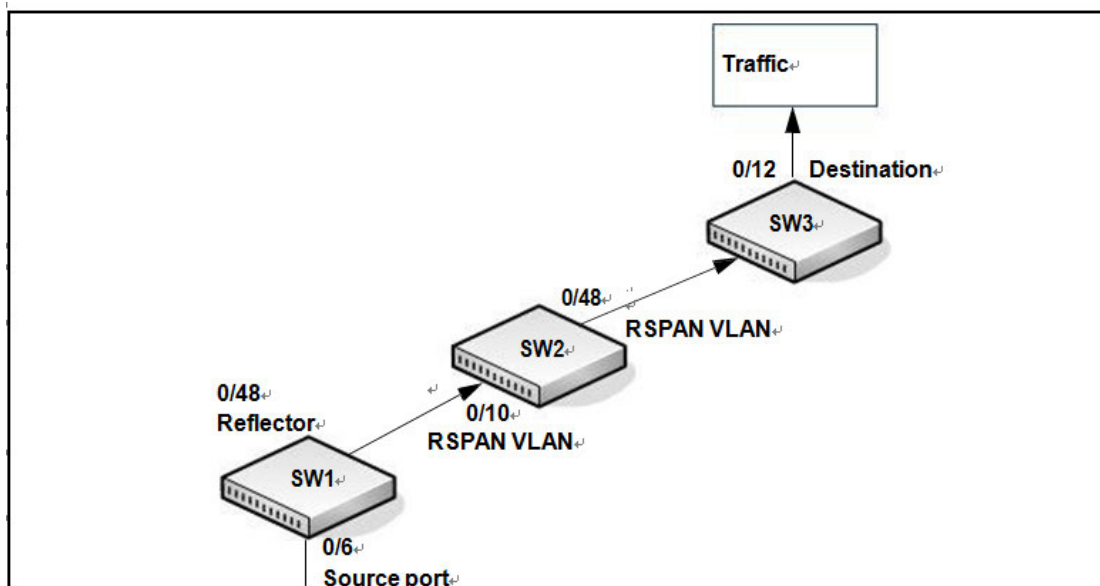 Traffic
0/12 Destination
SW3
0/48
RSPAN VLAN
SW2
0/48
Reflector
0/10
RSPAN VLAN
SW1
0/6
Source port